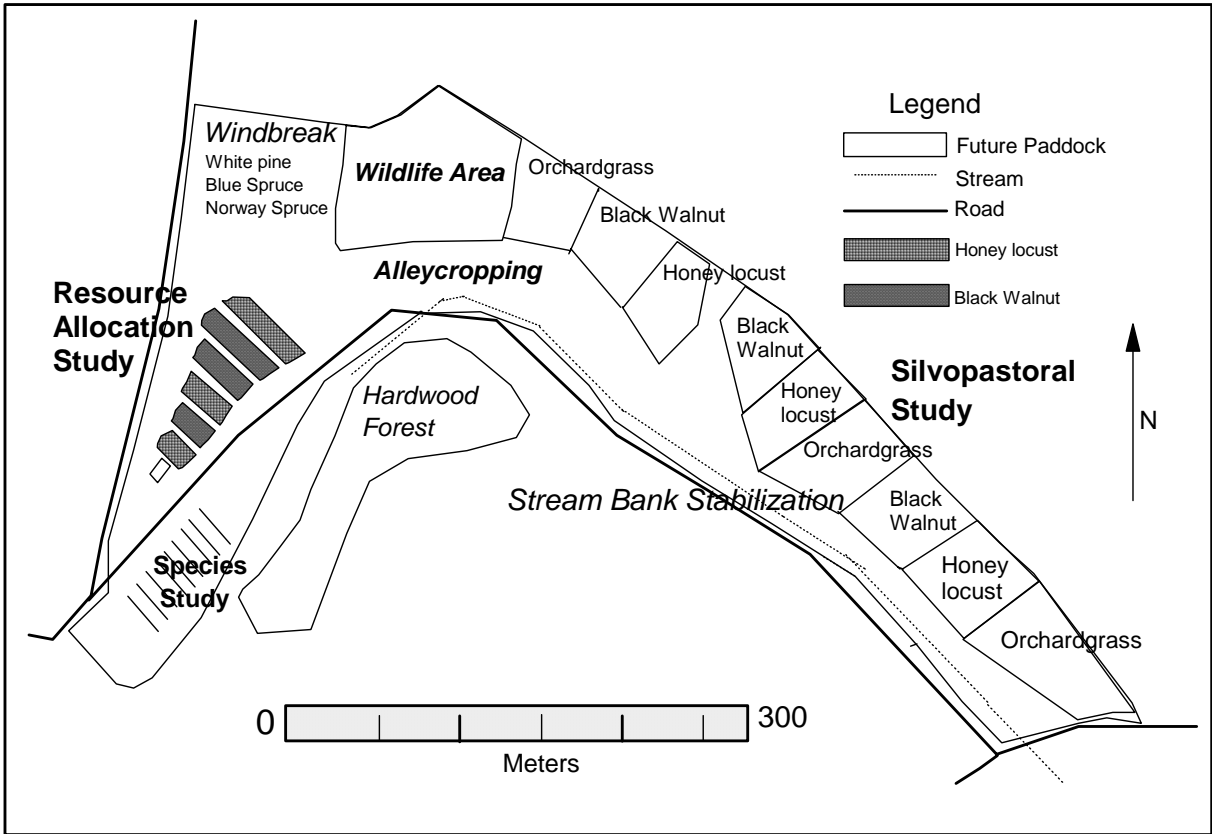 Legend
Future Paddock
Stream
Road
Honey locust
Black Walnut
Windbreak
White pine
Blue Spruce
Norway Spruce
Wildlife Area
Orchardgrass
Black Walnut
Honey locust
Alleycropping
Resource
Allocation
Study
Black
Walnut
Honey
locust
Orchardgrass
Silvopastoral
Study
N
Hardwood
Forest
Stream Bank Stabilization
Black
Walnut
Honey
locust
Orchardgrass
Species
Study
0
300
Meters